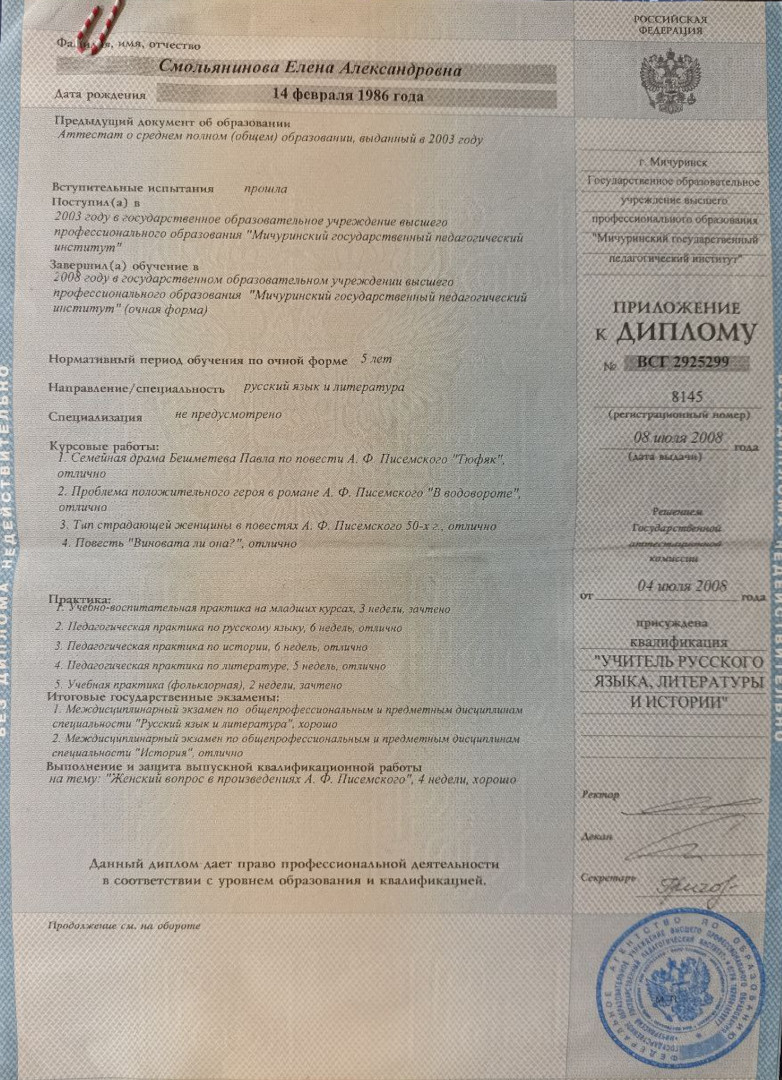 Фамилия, имя, отчество
Смольянинова Елена Александровна
Дата рождения 14 февраля 1986 года
Предыдущий документ об образовании
Аттестат о среднем полном (общем) образовании, выданный в 2003 году
Вступительные испытания прошла
Поступил(а) в
2003 году в государственное образовательное учреждение высшего
профессионального образования "Мичуринский государственный педагогический
институт"
Завершил(а) обучение в
2008 году в государственном образовательном учреждении высшего
профессионального образования "Мичуринский государственный педагогический
институт" (очная форма)
Нормативный период обучения по очной форме 5 лет
Направление/специальность русский язык и литература
Специализация не предусмотрено
Курсовые работы:
1. Семейная драма Бешметева Павла по повести А. Ф. Писемского "Тюфяк",
отлично
2. Проблема положительного героя в романе А. Ф. Писемского "В водовороте",
отлично
3. Тип страдающей женщины в повестях А. Ф. Писемского 50-х г., отлично
4. Повесть "Виновата ли она?", отлично
Практика:
1. Учебно-воспитательная практика на младших курсах, 3 недели, зачтено
2. Педагогическая практика по русскому языку, 6 недель, отлично
3. Педагогическая практика по истории, 6 недель, отлично
4. Педагогическая практика по литературе, 5 недель, отлично
5. Учебная практика (фольклорная), 2 недели, зачтено
Итоговые государственные экзамены:
1. Междисциплинарный экзамен по общепрофессиональным и предметным дисциплинам
специальности "Русский язык и литература", хорошо
2. Междисциплинарный экзамен по общепрофессиональным и предметным дисциплинам
специальности "История", отлично
Выполнение и защита выпускной квалификационной работы
на тему: "Женский вопрос в произведениях А. Ф. Писемского", 4 недели, хорошо
Данный диплом дает право профессиональной деятельности
в соответствии с уровнем образования и квалификацией.
Продолжение см. на обороте
РОССИЙСКАЯ
ФЕДЕРАЦИЯ
г. Мичуринск
Государственное образовательное
учреждение высшего
профессионального образования
"Мичуринский государственный
педагогический институт"
ПРИЛОЖЕНИЕ
к ДИПЛОМУ
№ ВСГ 2925299
8145
(регистрационный номер)
08 июля 2008 года
(дата выдачи)
Решением
Государственной
аттестационной
комиссии
от 04 июля 2008 года
присуждена
квалификация
"УЧИТЕЛЬ РУССКОГО
ЯЗЫКА, ЛИТЕРАТУРЫ
И ИСТОРИИ"
Ректор
Декан
Секретарь
БЕЗ ДИПЛОМА НЕДЕЙСТВИТЕЛЬНО
ФЕДЕРАЛЬНОЕ АГЕНТСТВО ПО ОБРАЗОВАНИЮ